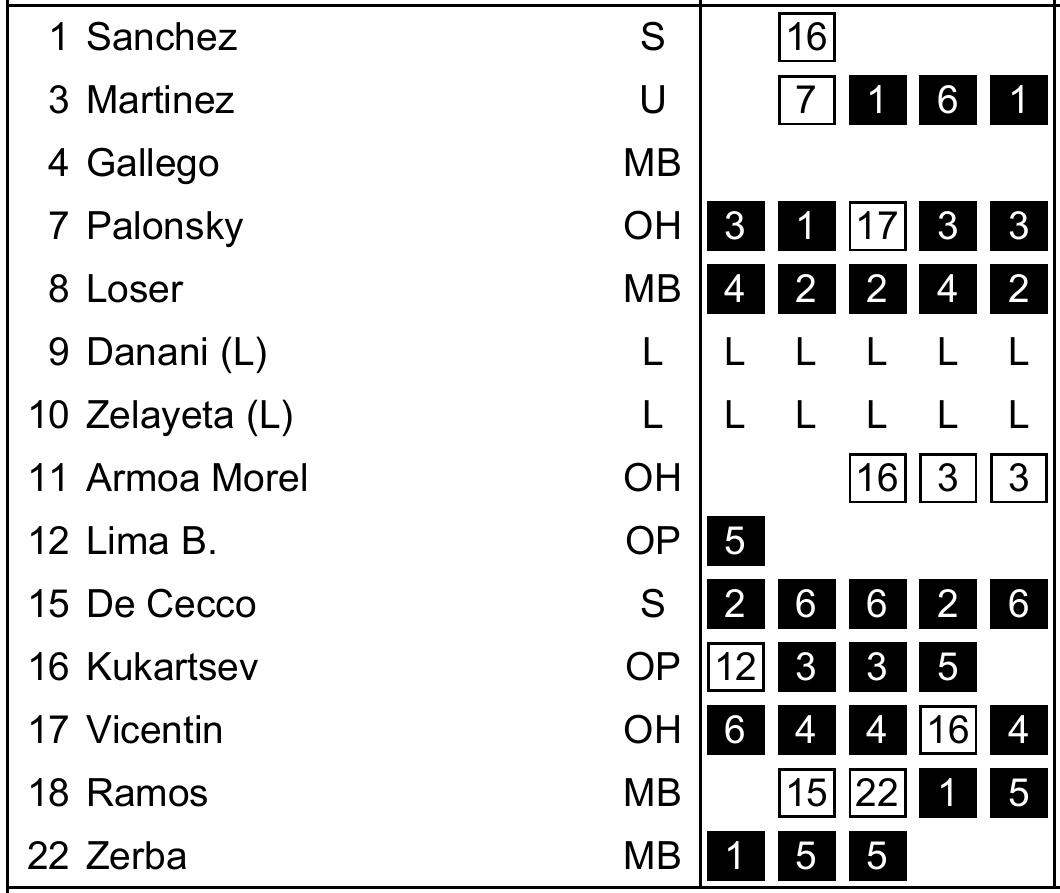 1 Sanchez S 16
3 Martinez U 7 1 6 1
4 Gallego MB
7 Palonsky OH 3 1 17 3 3
8 Loser MB 4 2 2 4 2
9 Danani (L) L L L L L L
10 Zelayeta (L) L L L L L L
11 Armoa Morel OH 16 3 3
12 Lima B. OP 5
15 De Cecco S 2 6 6 2 6
16 Kukartsev OP 12 3 3 5
17 Vicentin OH 6 4 4 16 4
18 Ramos MB 15 22 1 5
22 Zerba MB 1 5 5